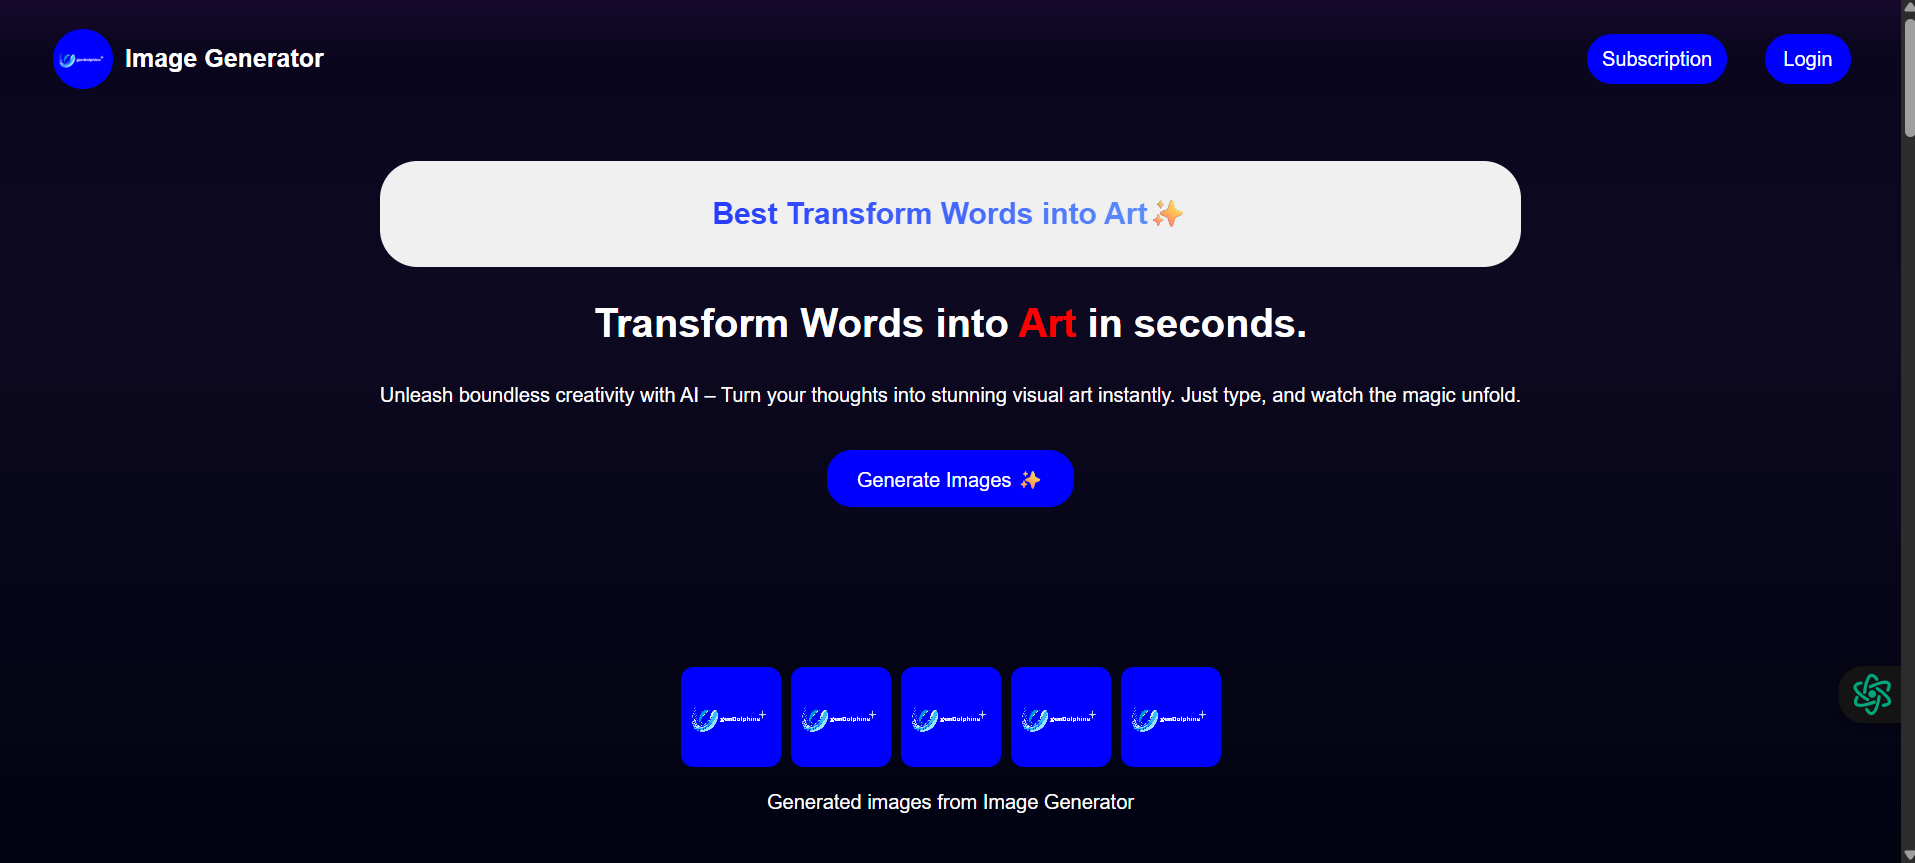 Image Generator
Subscription
Login
Best Transform Words into Art✨
Transform Words into Art in seconds.
Unleash boundless creativity with AI – Turn your thoughts into stunning visual art instantly. Just type, and watch the magic unfold.
Generate Images ✨
Generated images from Image Generator